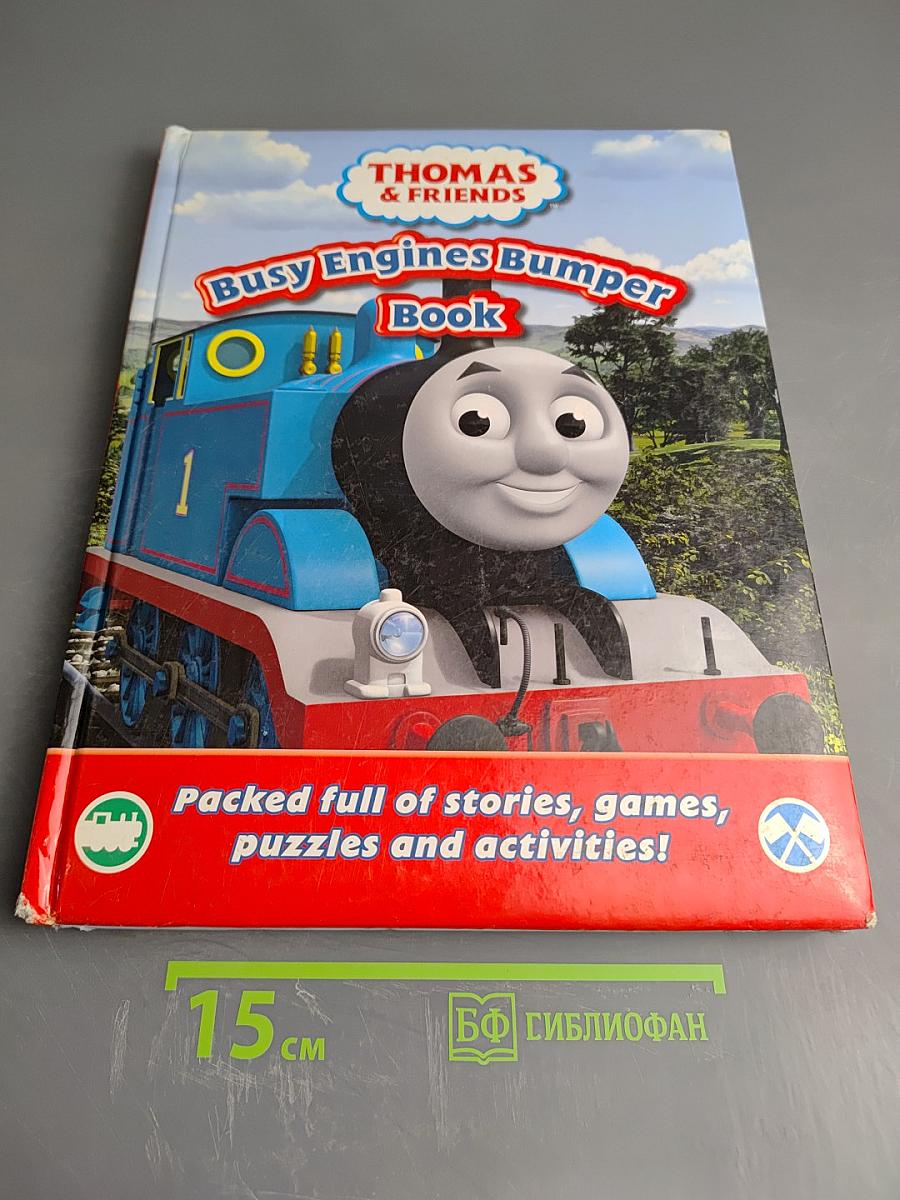 THOMAS
& FRIENDS
™
Busy Engines Bumper
Book
1
Packed full of stories, games,
puzzles and activities!
15 см
БФ БИБЛИОФАН